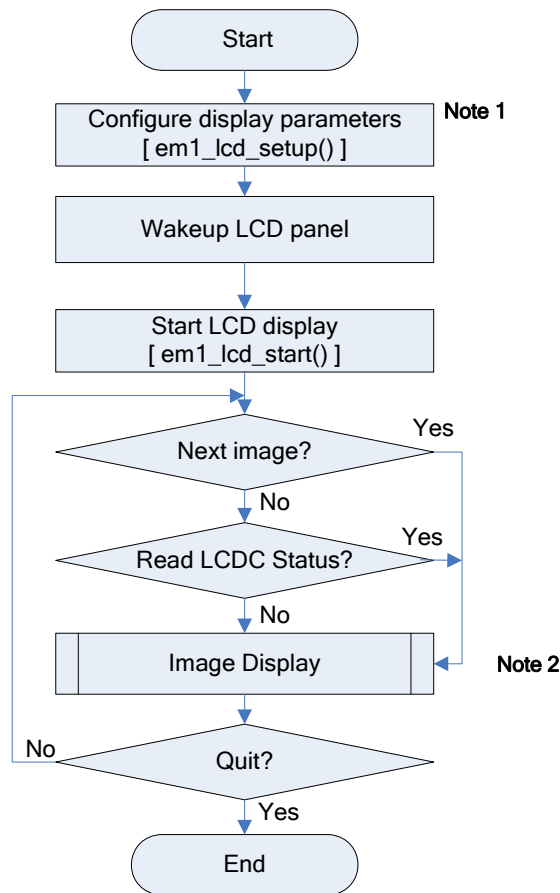 Start
Configure display parameters
[ em1_lcd_setup() ]
Note 1
Wakeup LCD panel
Start LCD display
[ em1_lcd_start() ]
Next image?
Yes
No
Read LCDC Status?
Yes
No
Image Display
Note 2
Quit?
No
Yes
End